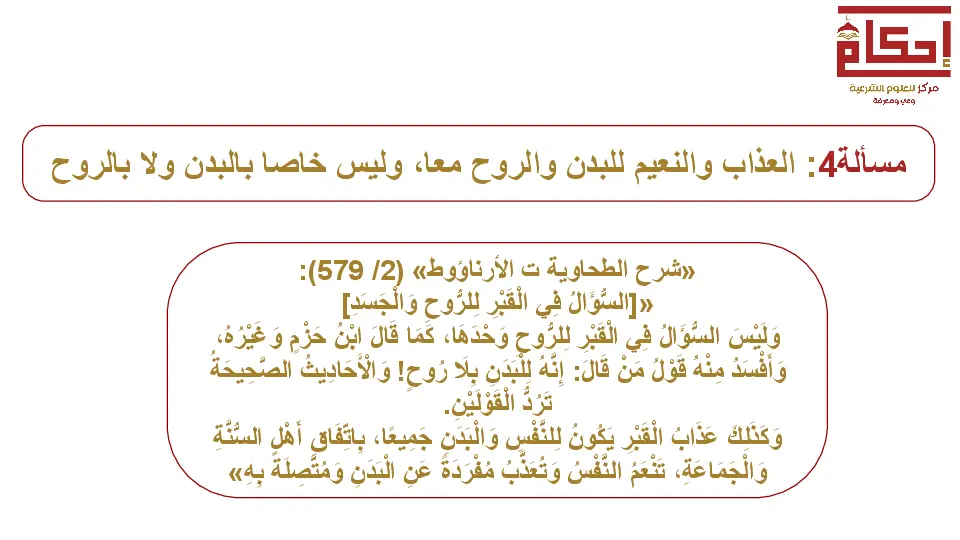 إحكام
مركز للعلوم الشرعية
وعي ومعرفة
مسألة4: العذاب والنعيم للبدن والروح معا، وليس خاصا بالبدن ولا بالروح
«شرح الطحاوية ت الأرناؤوط» (2/ 579):
«[السُّؤَالُ فِي الْقَبْرِ لِلرُّوحِ وَالْجَسَدِ]
وَلَيْسَ السُّؤَالُ فِي الْقَبْرِ لِلرُّوحِ وَحْدَهَا، كَمَا قَالَ ابْنُ حَزْمٍ وَغَيْرُهُ،
وَأَفْسَدُ مِنْهُ قَوْلُ مَنْ قَالَ: إِنَّهُ لِلْبَدَنِ بِلَا رُوحٍ! وَالْأَحَادِيثُ الصَّحِيحَةُ
تَرُدُّ الْقَوْلَيْنِ.
وَكَذَلِكَ عَذَابُ الْقَبْرِ يَكُونُ لِلنَّفْسِ وَالْبَدَنِ جَمِيعًا، بِاتِّفَاقِ أَهْلِ السُّنَّةِ
وَالْجَمَاعَةِ، تَنْعَمُ النَّفْسُ وَتُعَذَّبُ مُفْرَدَةً عَنِ الْبَدَنِ وَمُتَّصِلَةً بِهِ»